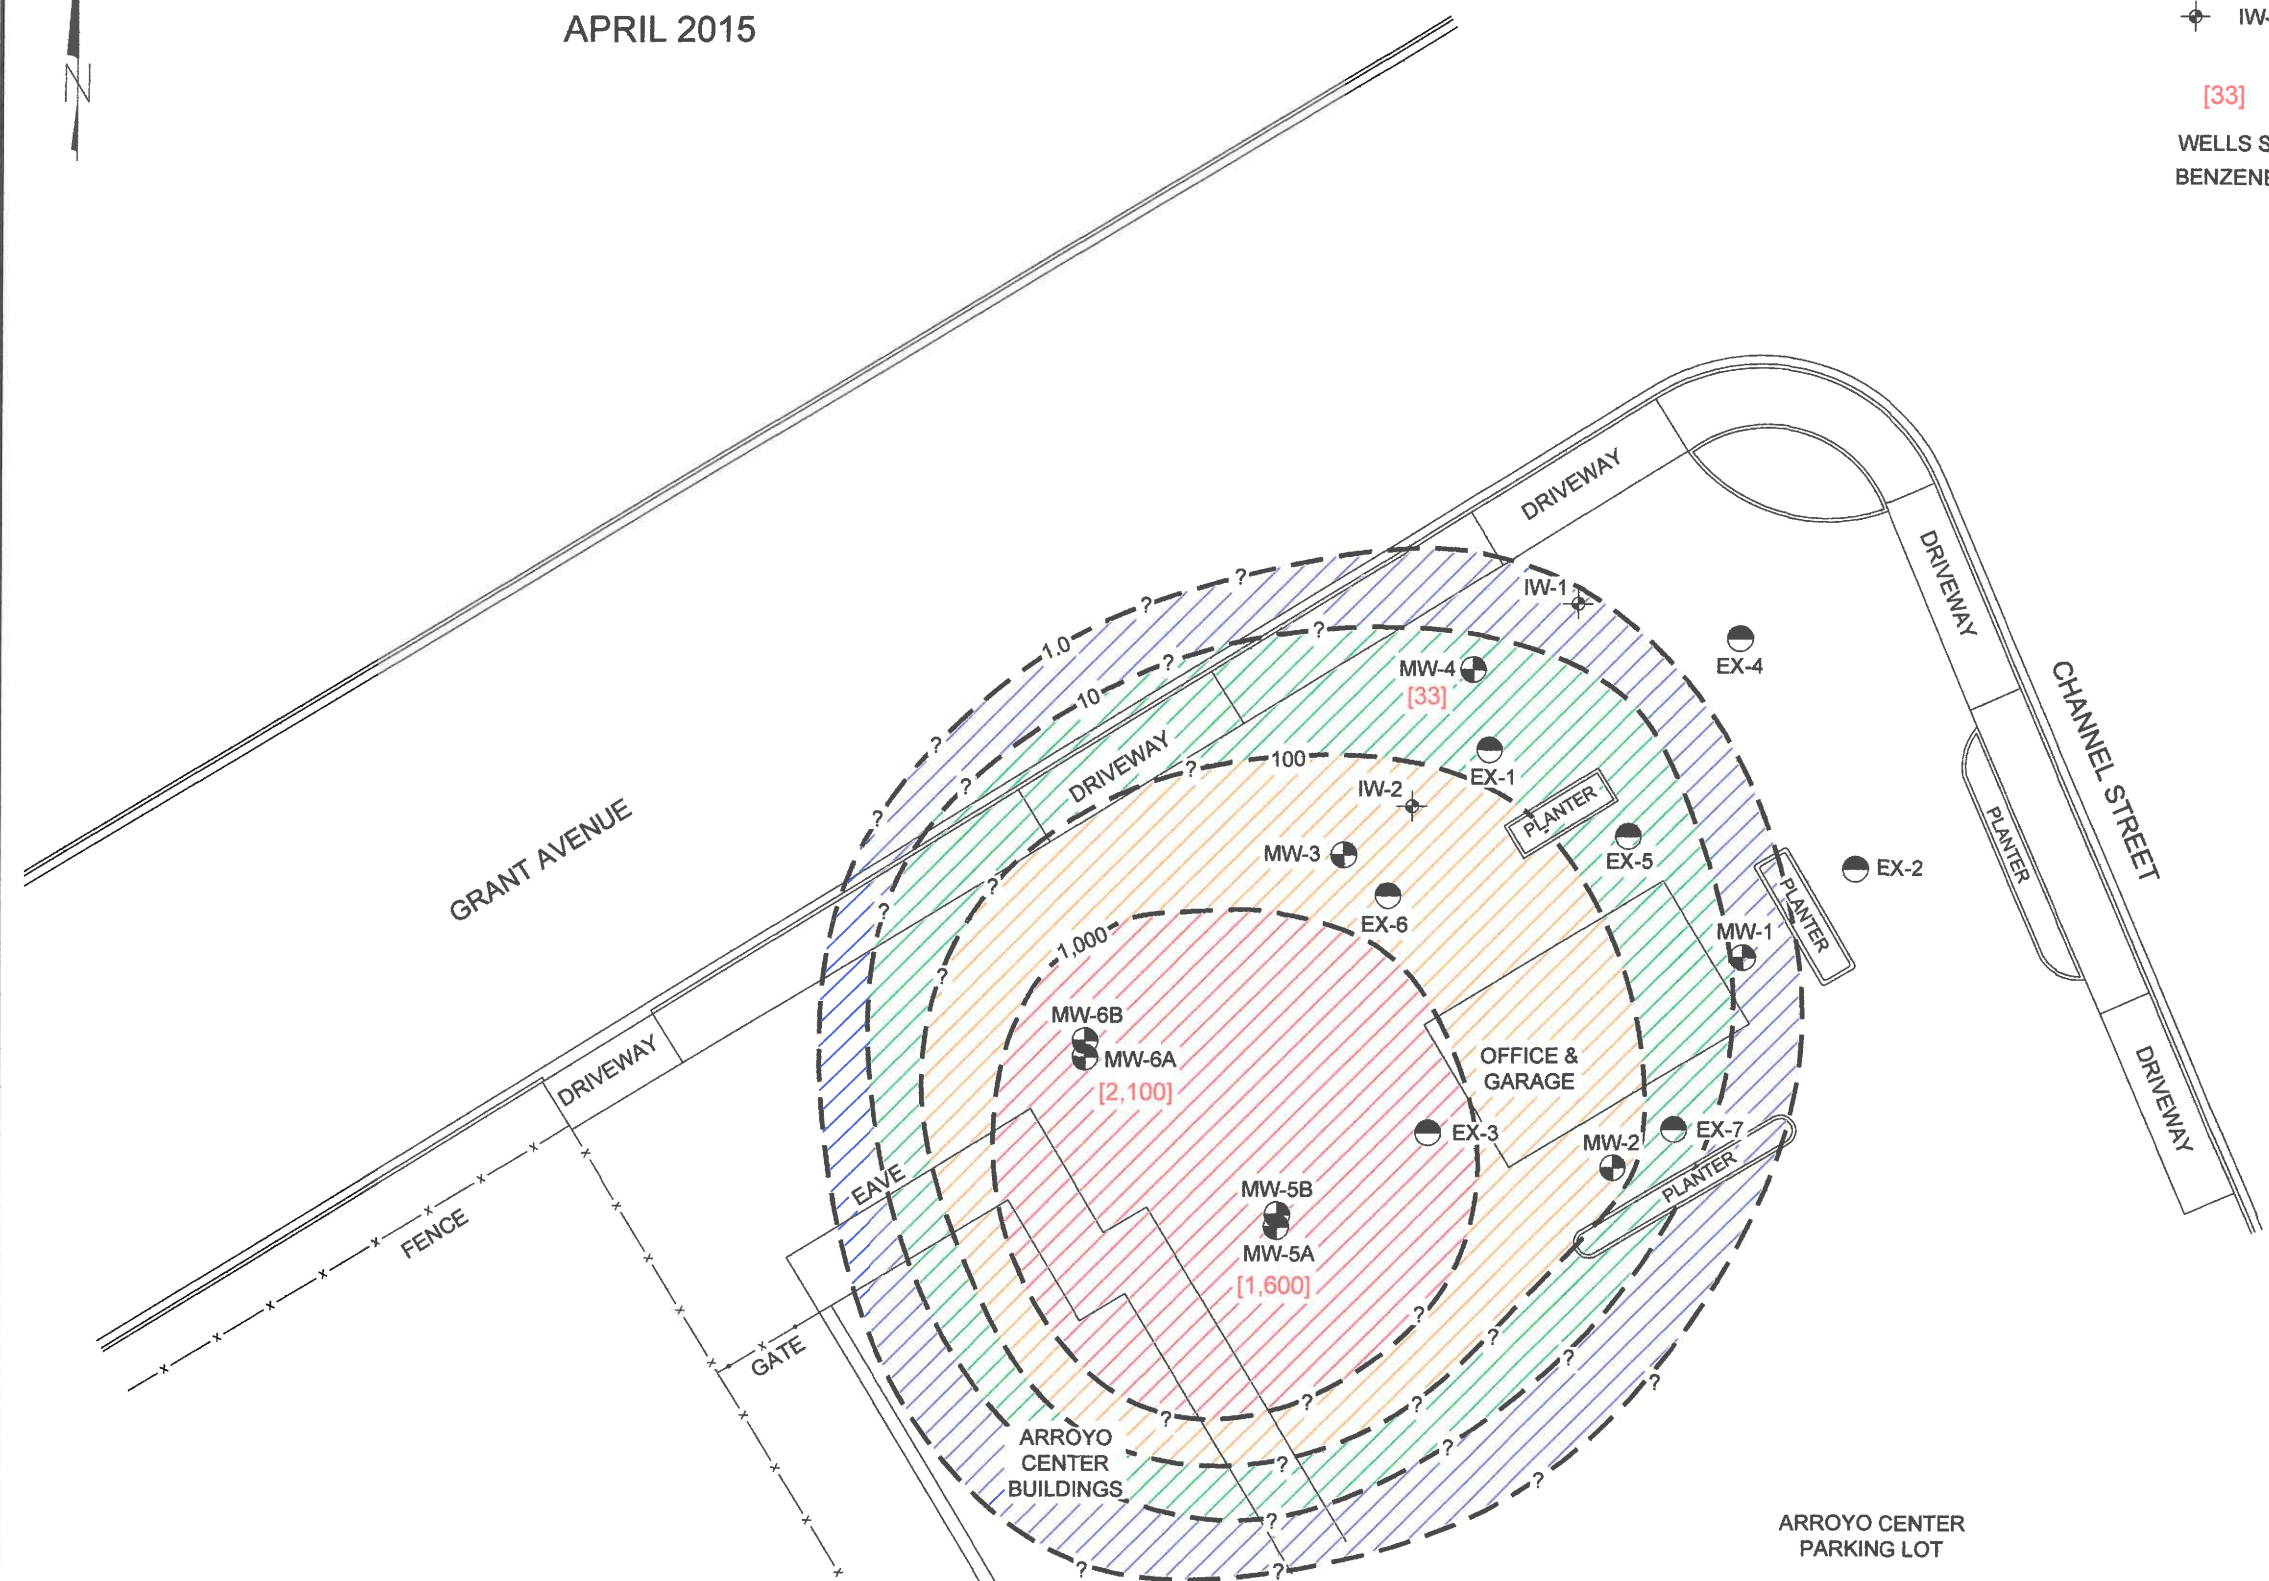 APRIL 2015
N
IW-
[33]
WELLS S
BENZENE
GRANT AVENUE
CHANNEL STREET
DRIVEWAY
DRIVEWAY
IW-1
EX-4
1.0
?
?
?
?
10
?
?
?
?
MW-4
[33]
DRIVEWAY
100
?
EX-1
IW-2
PLANTER
PLANTER
MW-3
EX-5
EX-2
?
?
EX-6
PLANTER
MW-1
1,000
MW-6B
MW-6A
[2,100]
OFFICE &
GARAGE
DRIVEWAY
DRIVEWAY
EX-3
EX-7
MW-2
PLANTER
EAVE
MW-5B
MW-5A
[1,600]
FENCE
GATE
?
?
?
?
?
?
?
?
ARROYO
CENTER
BUILDINGS
?
?
?
?
?
ARROYO CENTER
PARKING LOT